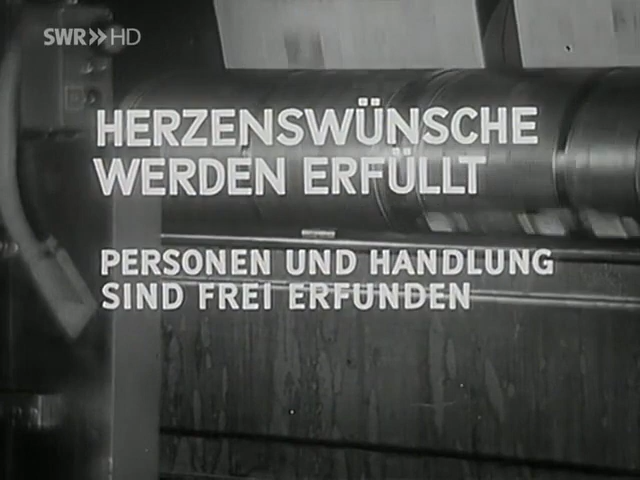 SWR»HD
HERZENSWÜNSCHE
WERDEN ERFÜLLT
PERSONEN UND HANDLUNG
SIND FREI ERFUNDEN